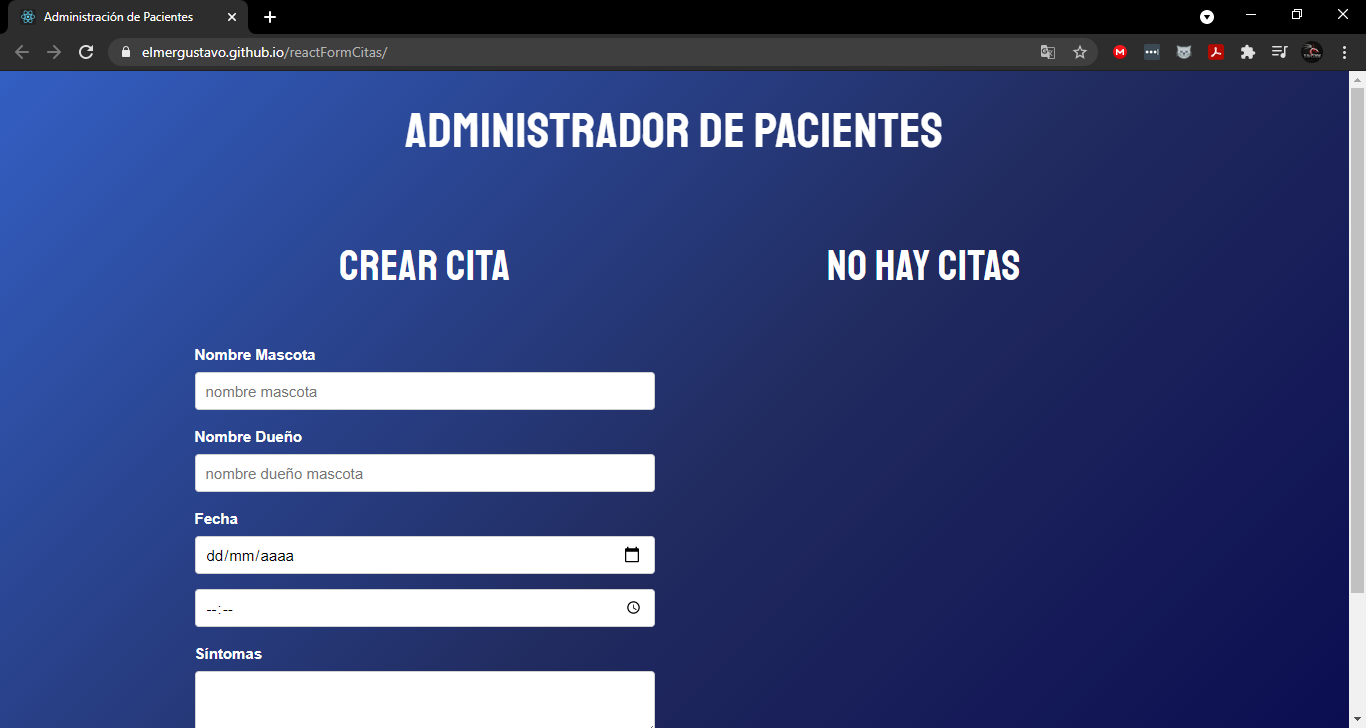 Administración de Pacientes
elmergustavo.github.io/reactFormCitas/
ADMINISTRADOR DE PACIENTES
CREAR CITA
NO HAY CITAS
Nombre Mascota
nombre mascota
Nombre Dueño
nombre dueño mascota
Fecha
dd/mm/aaaa
--:--
Síntomas